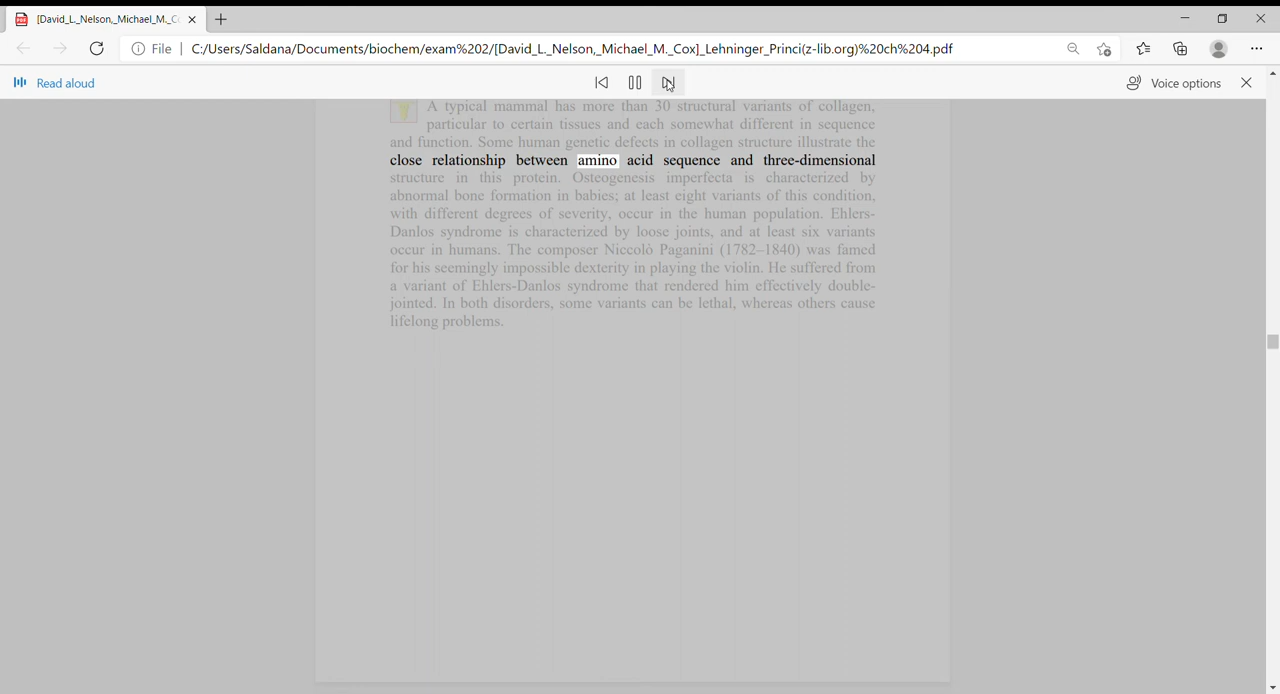 [David_L._Nelson,_Michael_M._Co
File
C:/Users/Saldana/Documents/biochem/exam%202/[David_L._Nelson,_Michael_M._Cox]_Lehninger_Princi(z-lib.org)%20ch%204.pdf
Read aloud
Voice options
A typical mammal has more than 30 structural variants of collagen,
particular to certain tissues and each somewhat different in sequence
and function. Some human genetic defects in collagen structure illustrate the
close relationship between amino acid sequence and three-dimensional
structure in this protein. Osteogenesis imperfecta is characterized by
abnormal bone formation in babies; at least eight variants of this condition,
with different degrees of severity, occur in the human population. Ehlers-
Danlos syndrome is characterized by loose joints, and at least six variants
occur in humans. The composer Niccolò Paganini (1782–1840) was famed
for his seemingly impossible dexterity in playing the violin. He suffered from
a variant of Ehlers-Danlos syndrome that rendered him effectively double-
jointed. In both disorders, some variants can be lethal, whereas others cause
lifelong problems.